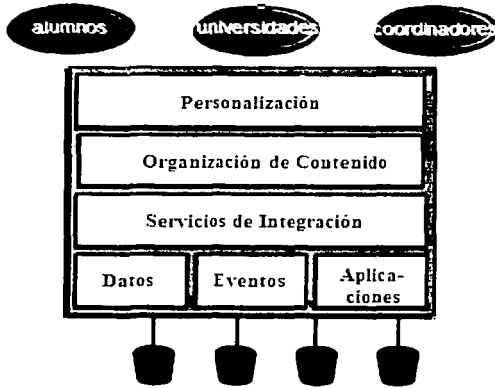 alumnos universidades coordinadores
Personalización
Organización de Contenido
Servicios de Integración
Datos Eventos Aplica-
ciones